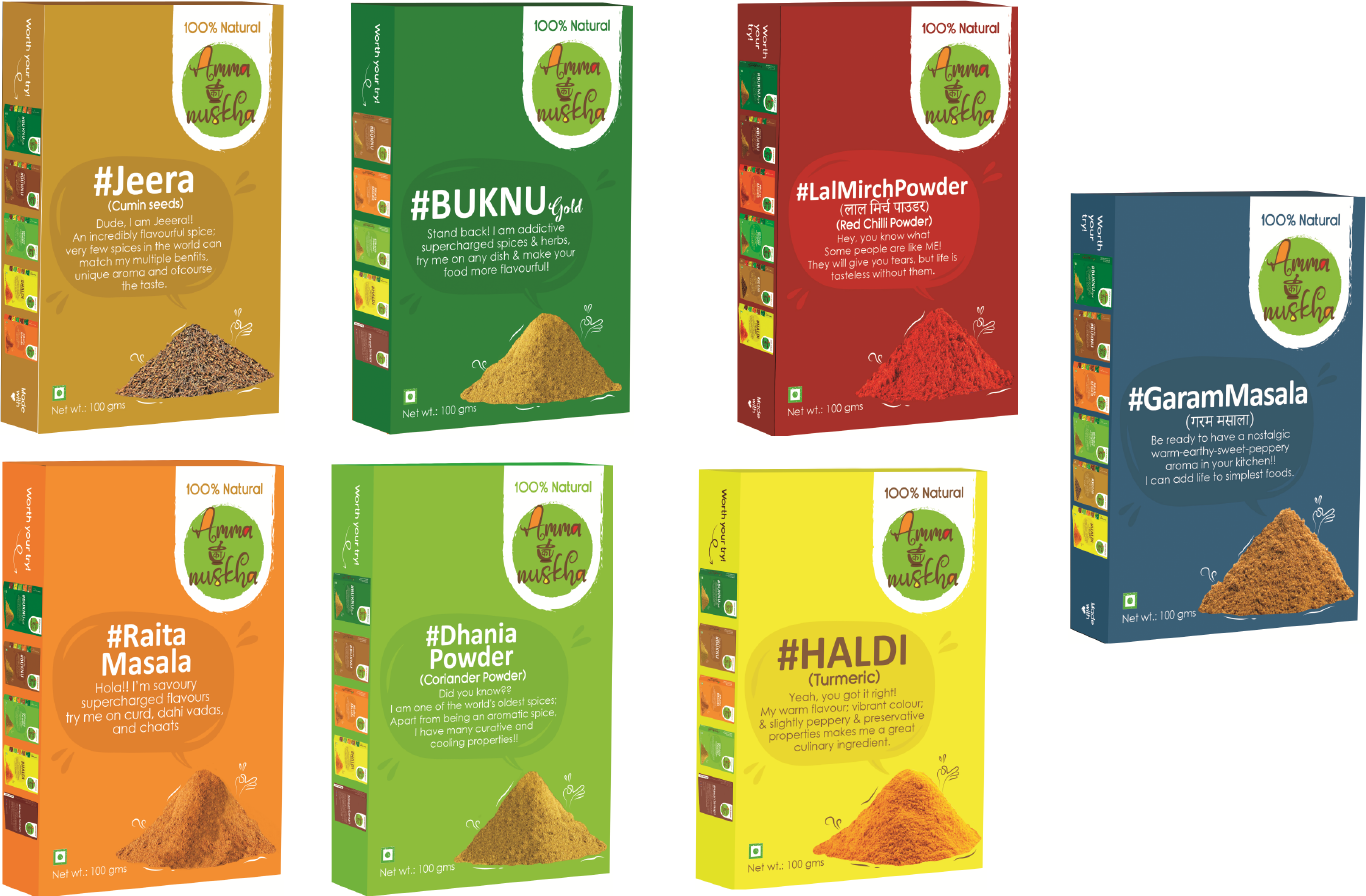 Worth your try!
100% Natural
Amma
का
nuskha
#Jeera
(Cumin seeds)
Dude, I am Jeeera!!
An incredibly flavourful spice;
very few spices in the world can
match my multiple benfits,
unique aroma and ofcourse
the taste.
Made
with
Net wt.: 100 gms
Worth your try!
100% Natural
Amma
का
nuskha
#BUKNU Gold
Stand back! I am addictive
supercharged spices & herbs,
try me on any dish & make your
food more flavourful!
Net wt.: 100 gms
Worth
your
try!
100% Natural
Amma
का
nuskha
#LalMirchPowder
(लाल मिर्च पाउडर)
(Red Chilli Powder)
Hey, you know what
Some people are like ME!
They will give you tears, but life is
tasteless without them.
Made
with
Net wt.: 100 gms
Worth
your
try!
100% Natural
Amma
का
nuskha
#GaramMasala
(गरम मसाला)
Be ready to have a nostalgic
warm-earthy-sweet-peppery
aroma in your kitchen!!
I can add life to simplest foods.
Made
with
Net wt.: 100 gms
Worth your try!
100% Natural
Amma
का
nuskha
#Raita
Masala
Hola!! I'm savoury
supercharged flavours
try me on curd, dahi vadas,
and chaats
Net wt.: 100 gms
Worth your try!
100% Natural
Amma
का
nuskha
#Dhania
Powder
(Coriander Powder)
Did you know??
I am one of the world's oldest spices;
Apart from being an aromatic spice,
I have many curative and
cooling properties!!
Net wt.: 100 gms
Worth your try!
100% Natural
Amma
का
nuskha
#HALDI
(Turmeric)
Yeah, you got it right!
My warm flavour; vibrant colour;
& slightly peppery & preservative
properties makes me a great
culinary ingredient.
Net wt.: 100 gms